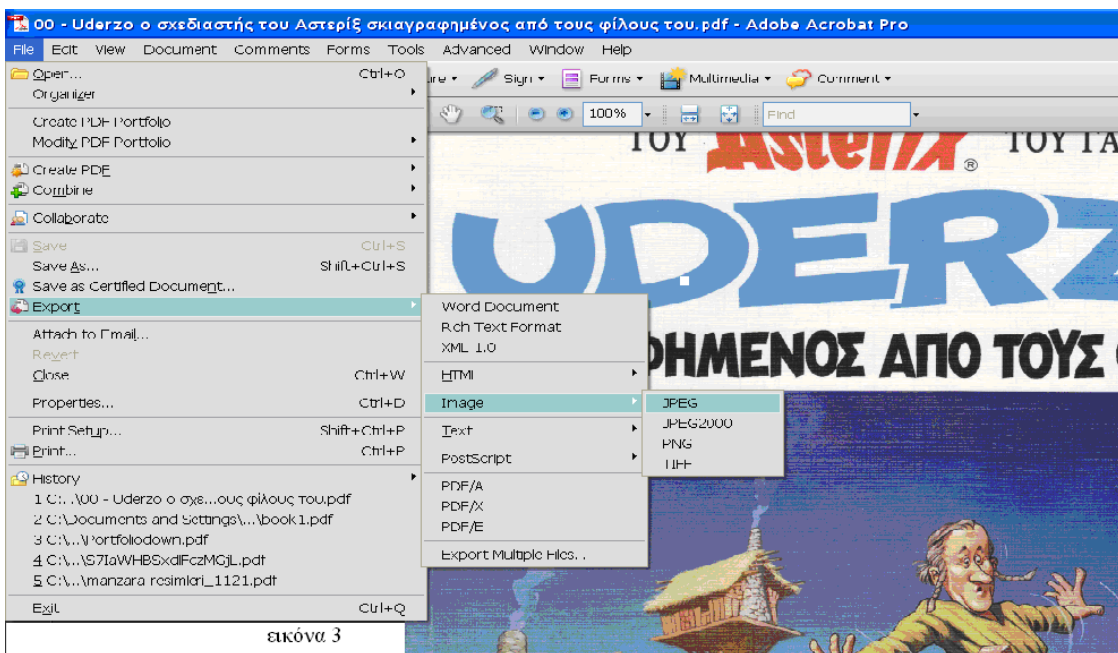 00 - Uderzo ο σχεδιαστής του Αστερίξ σκιαγραφημένος από τους φίλους του.pdf - Adobe Acrobat Pro
File Edit View Document Comments Forms Tools Advanced Window Help
Open... Ctrl+O
Organizer
Create PDF Portfolio
Modify PDF Portfolio
Create PDF
Combine
Collaborate
Save Ctrl+S
Save As... Shift+Ctrl+S
Save as Certified Document...
Export
Attach to Email...
Revert
Close Ctrl+W
Properties... Ctrl+D
Print Setup... Shift+Ctrl+P
Print... Ctrl+P
History
1 C:\...\00 - Uderzo ο σχε...ους φίλους του.pdf
2 C:\Documents and Settings\...\book1.pdf
3 C:\...\Portfoliodown.pdf
4 C:\...\.pdf
5 C:\...\manzara-resimleri_1121.pdf
Exit Ctrl+Q
Word Document
Rich Text Format
XML 1.0
HTML
Image
Text
PostScript
PDF/A
PDF/X
PDF/E
Export Multiple Files...
JPEG
JPEG2000
PNG
TIFF
Sign Forms Multimedia Comment
100% Find
ΤΟΥ Asterix ® ΤΟΥ ΓΑ
UDERZ
ΦΗΜΕΝΟΣ ΑΠΟ ΤΟΥΣ
εικόνα 3